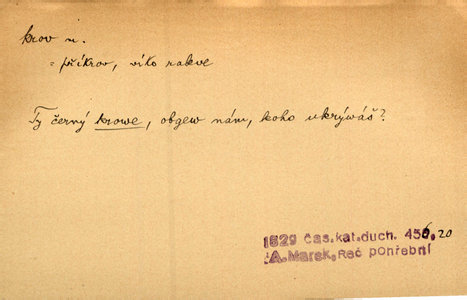 krov m.
= příkrov, víko rakve
Ty černý krowe, obgew nám, koho ukrýwáš?
1829 čas.kat.duch. 456, 20
A.Marek, Řeč pohřební